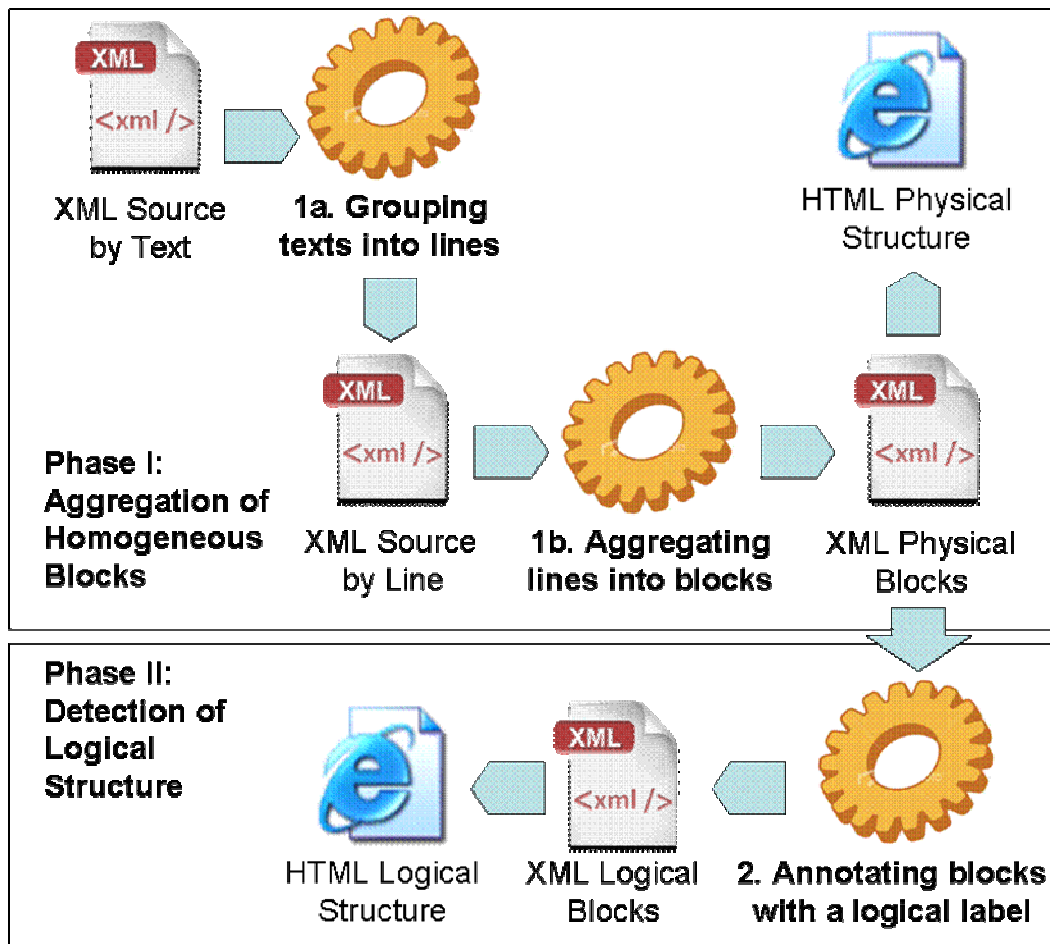 XML
<xml />
XML Source
by Text
1a. Grouping
texts into lines
HTML Physical
Structure
XML
<xml />
XML Source
by Line
1b. Aggregating
lines into blocks
XML
<xml />
XML Physical
Blocks
Phase I:
Aggregation of
Homogeneous
Blocks
Phase II:
Detection of
Logical
Structure
HTML Logical
Structure
XML
<xml />
XML Logical
Blocks
2. Annotating blocks
with a logical label